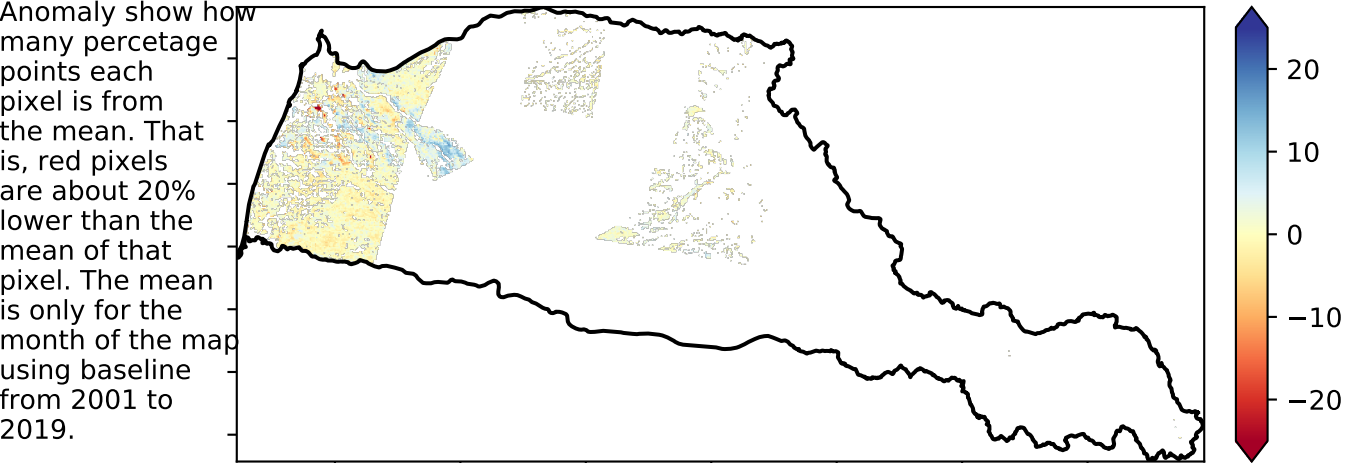 Anomaly show how
many percetage
points each
pixel is from
the mean. That
is, red pixels
are about 20%
lower than the
mean of that
pixel. The mean
is only for the
month of the map
using baseline
from 2001 to
2019.
20
10
0
−10
−20